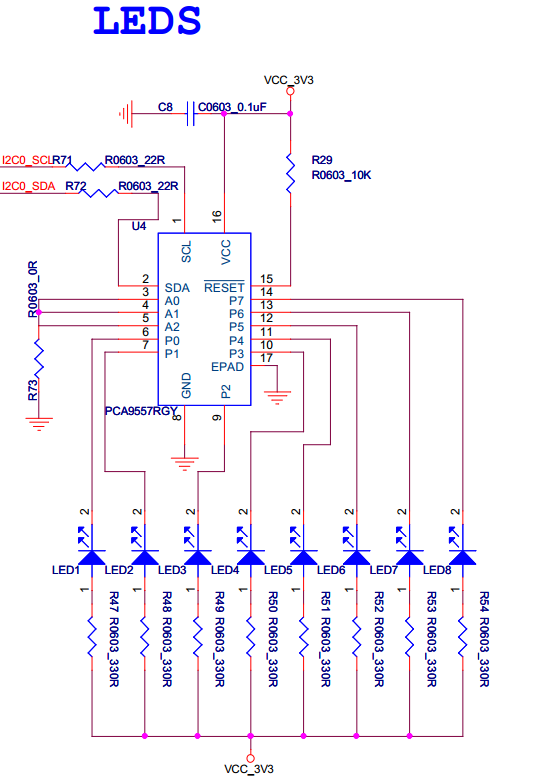 LEDS
VCC_3V3
C8 C0603_0.1uF
I2C0_SCL R71 R0603_22R
R29
R0603_10K
I2C0_SDA R72 R0603_22R
1
16
U4
SCL
VCC
R0603_0R
2 SDA RESET 15
3 A0 P7 14
4 A1 P6 13
5 A2 P5 12
6 P0 P4 11
7 P1 P3 10
EPAD 17
R73
GND
P2
PCA9557RGY
8
9
2 2 2 2 2 2 2 2
LED1 LED2 LED3 LED4 LED5 LED6 LED7 LED8
1 1 1 1 1 1 1 1
R47 R0603_330R
R48 R0603_330R
R49 R0603_330R
R50 R0603_330R
R51 R0603_330R
R52 R0603_330R
R53 R0603_330R
R54 R0603_330R
VCC_3V3